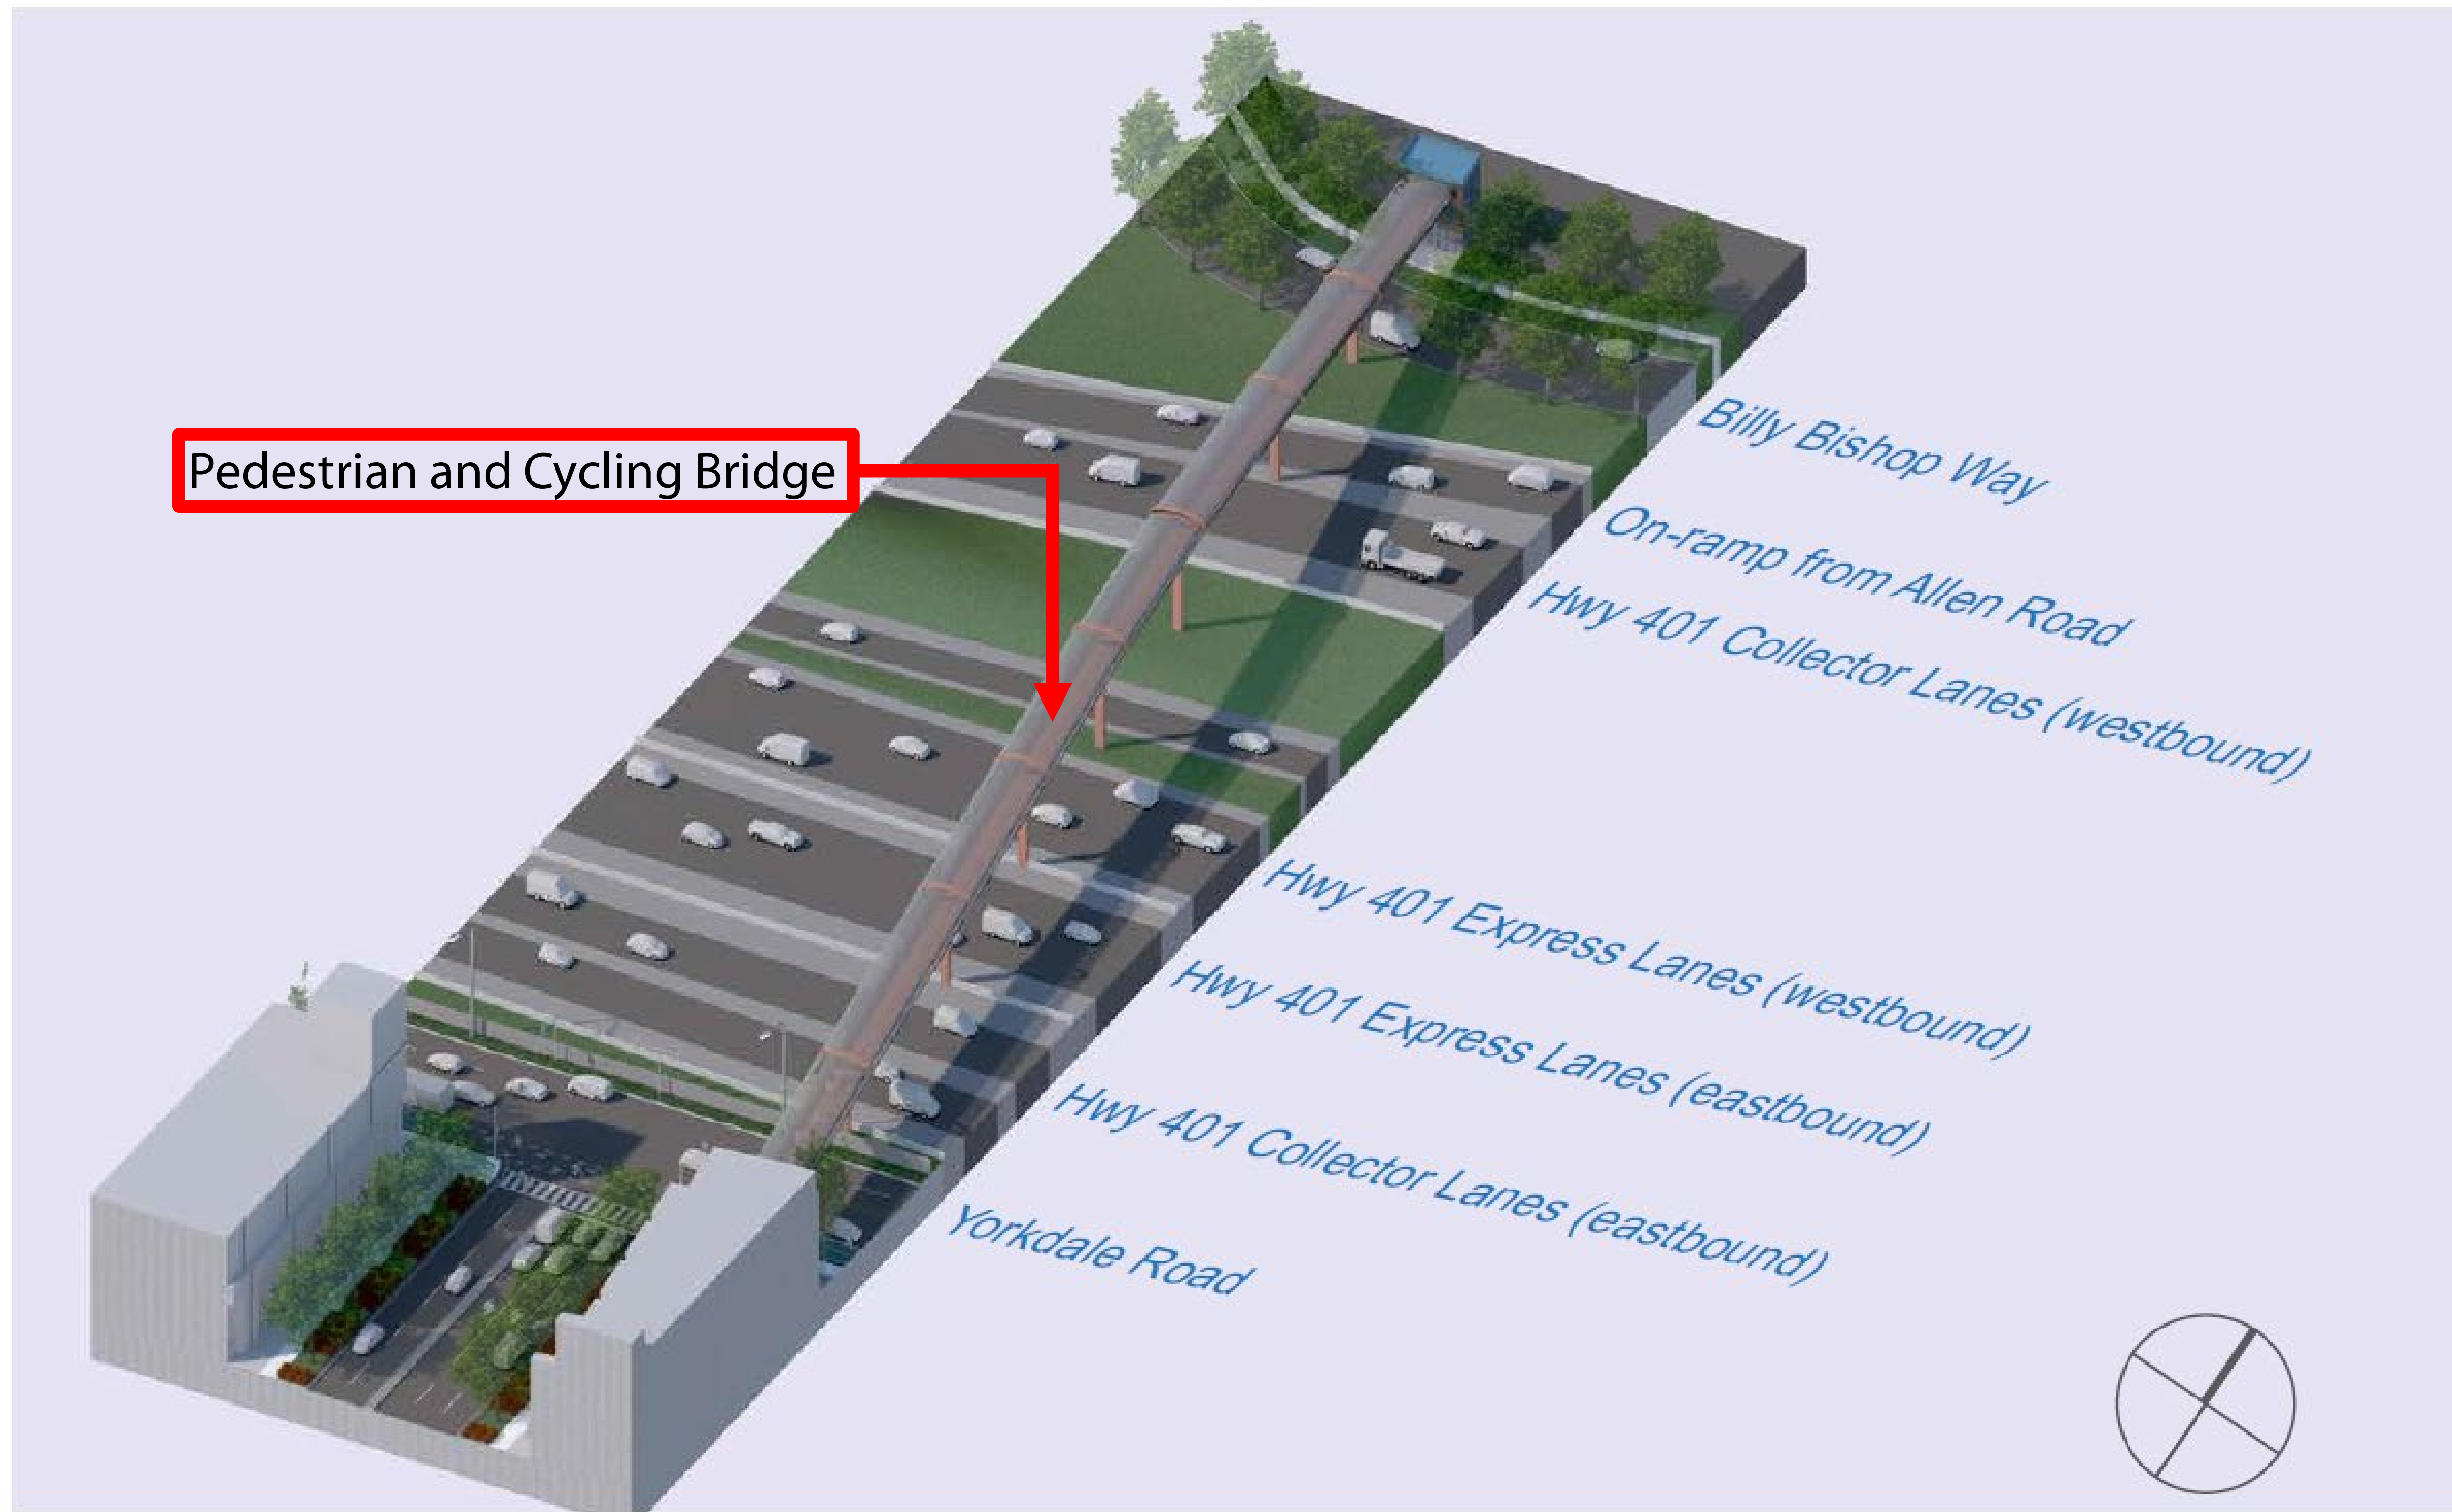 Pedestrian and Cycling Bridge
Billy Bishop Way
On-ramp from Allen Road
Hwy 401 Collector Lanes (westbound)
Hwy 401 Express Lanes (westbound)
Hwy 401 Express Lanes (eastbound)
Hwy 401 Collector Lanes (eastbound)
Yorkdale Road